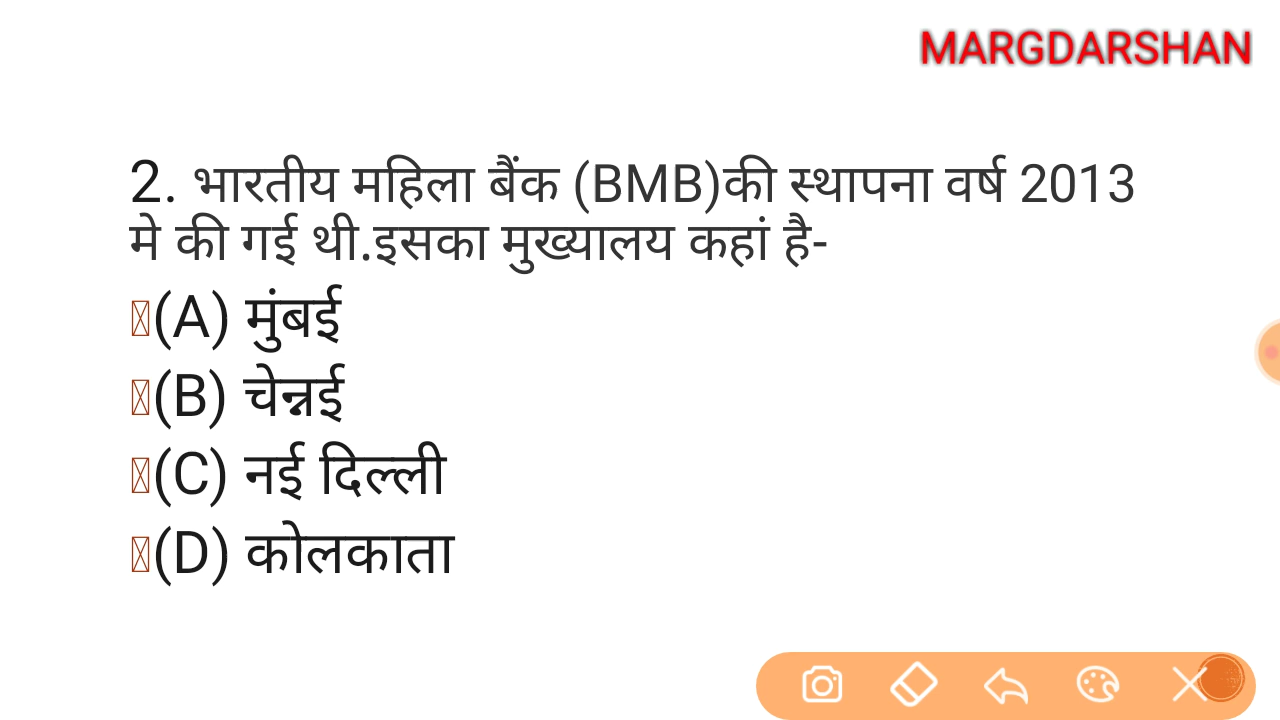 MARGDARSHAN
2. भारतीय महिला बैंक (BMB)की स्थापना वर्ष 2013
मे की गई थी.इसका मुख्यालय कहां है-
(A) मुंबई
(B) चेन्नई
(C) नई दिल्ली
(D) कोलकाता